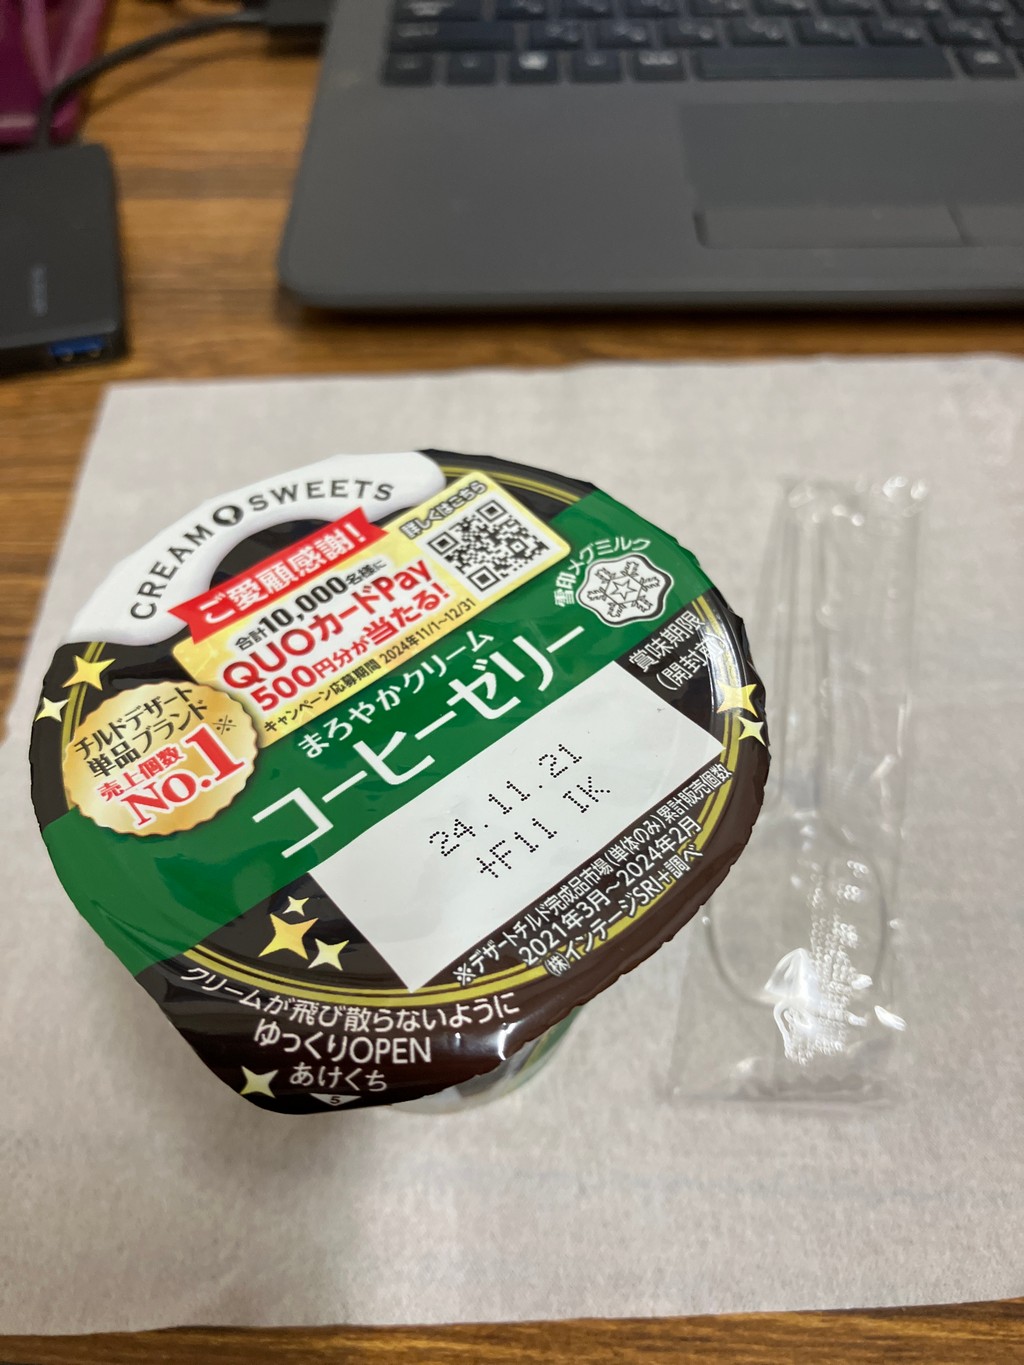 CREAM SWEETS
ご愛顧感謝!
合計10,000名様に
QUOカードPay
500円分が当たる!
キャンペーン応募期間 2024年11/1~12/31
詳しくはこちら
雪印メグミルク
チルドデザート
単品ブランド※
売上個数
No.1
まろやかクリーム
コーヒーゼリー
賞味期限
(開封前)
24.11.21
+F11 IK
※デザートチルド完成品市場(単体のみ)累計販売個数
2021年3月~2024年2月
(株)インテージSRI+調べ
クリームが飛び散らないように
ゆっくりOPEN
あけくち
5